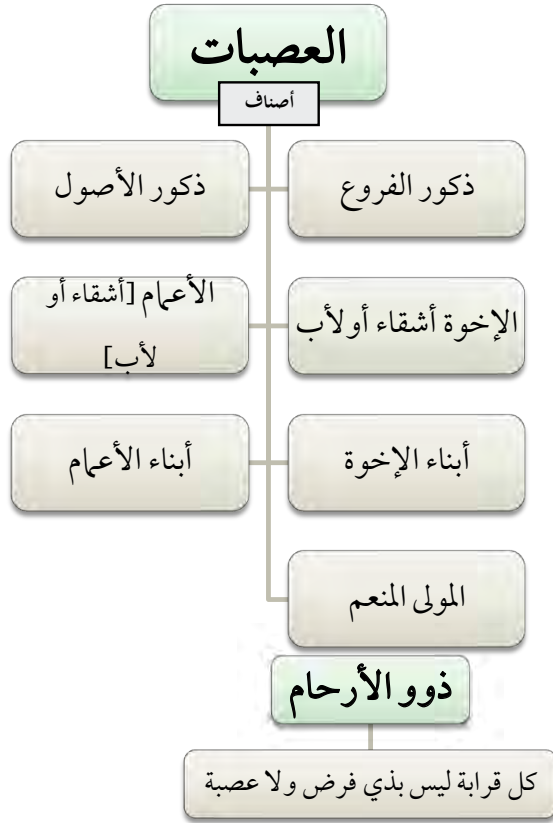 العصبات
أصناف
ذكور الفروع
ذكور الأصول
الإخوة أشقاء أو لأب
الأعمام [أشقاء أو
لأب]
أبناء الإخوة
أبناء الأعمام
المولى المنعم
ذوو الأرحام
كل قرابة ليس بذي فرض ولا عصبة